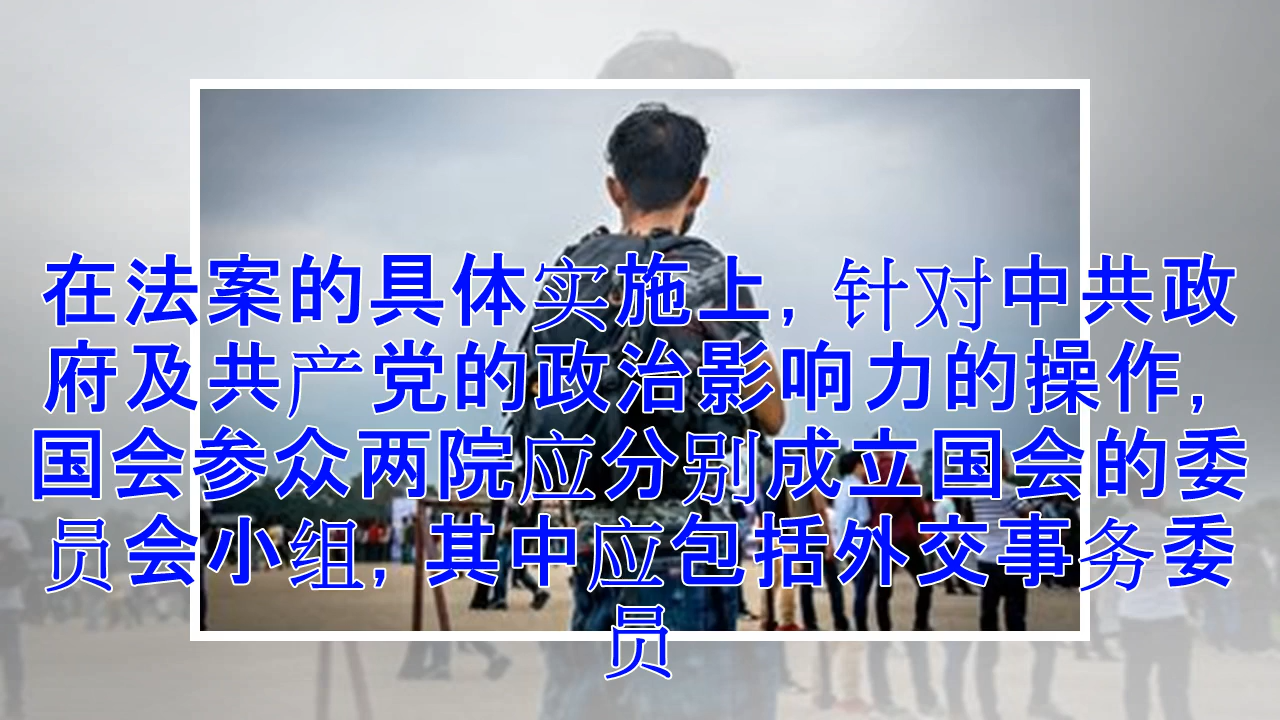 在法案的具体实施上，针对中共政
府及共产党的政治影响力的操作，
国会参众两院应分别成立国会的委
员会小组，其中应包括外交事务委
员